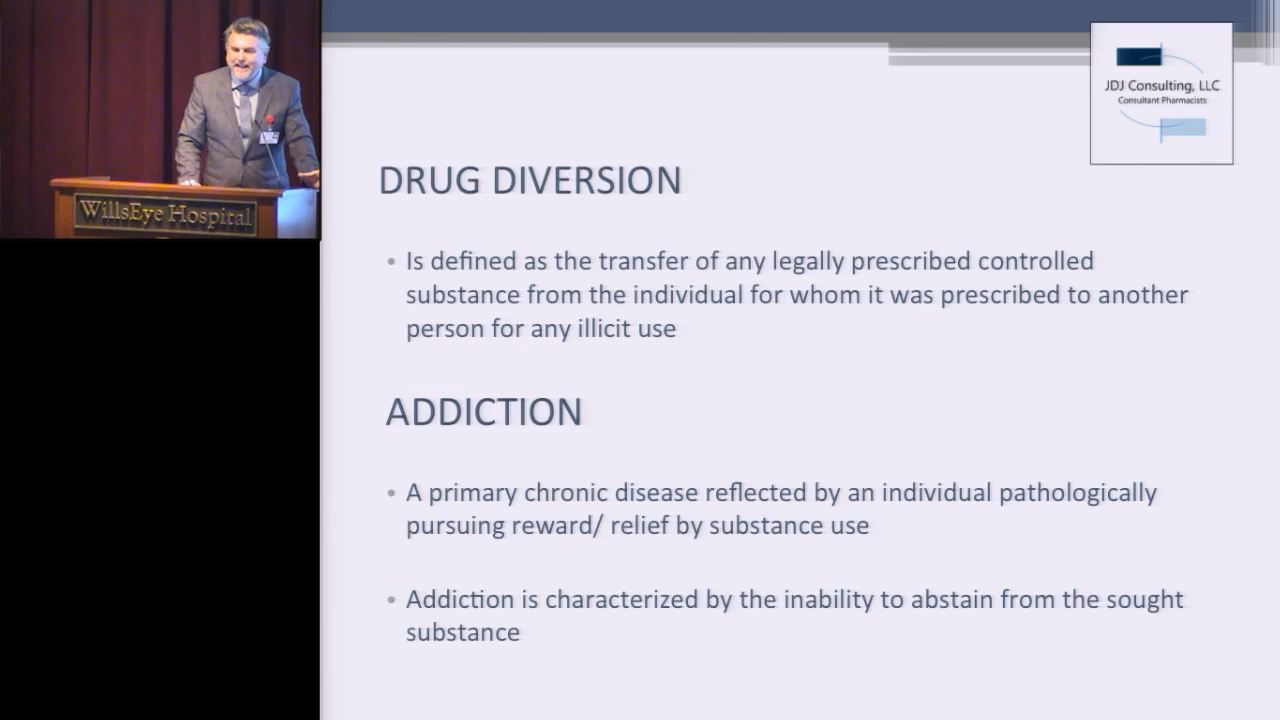 WillsEye Hospital
JDJ Consulting, LLC
Consultant Pharmacists
DRUG DIVERSION
• Is defined as the transfer of any legally prescribed controlled
substance from the individual for whom it was prescribed to another
person for any illicit use
ADDICTION
• A primary chronic disease reflected by an individual pathologically
pursuing reward/ relief by substance use
• Addiction is characterized by the inability to abstain from the sought
substance